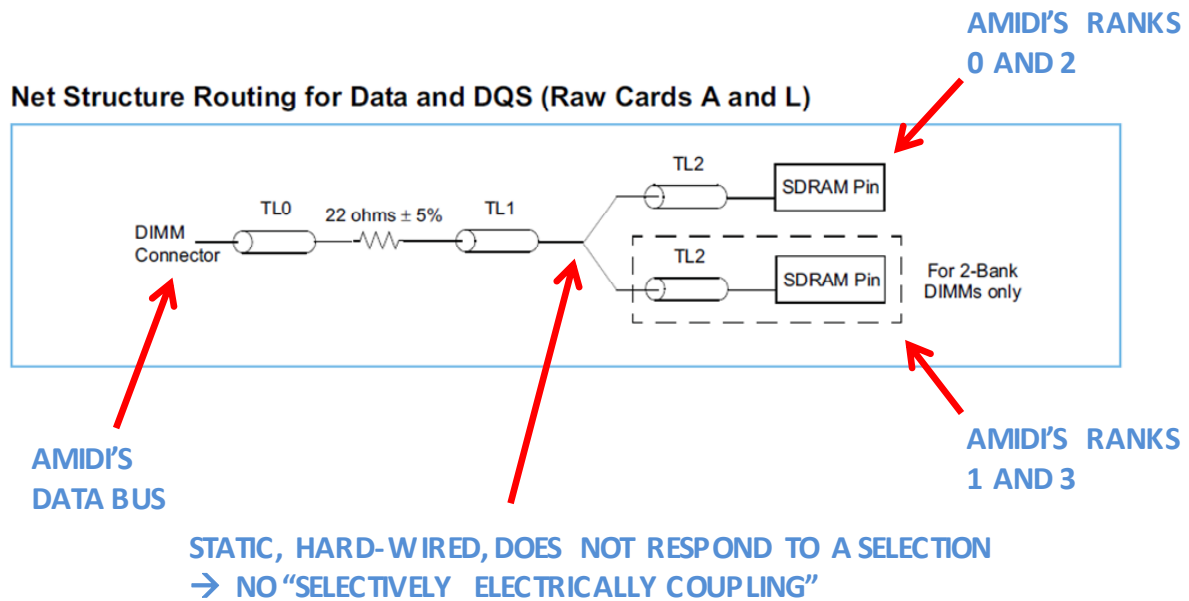 AMIDI'S RANKS
0 AND 2
Net Structure Routing for Data and DQS (Raw Cards A and L)
TL2
SDRAM Pin
TL0
22 ohms ± 5%
TL1
DIMM
Connector
TL2
SDRAM Pin
For 2-Bank
DIMMs only
AMIDI'S
DATA BUS
AMIDI'S RANKS
1 AND 3
STATIC, HARD-WIRED, DOES NOT RESPOND TO A SELECTION
→ NO "SELECTIVELY ELECTRICALLY COUPLING"